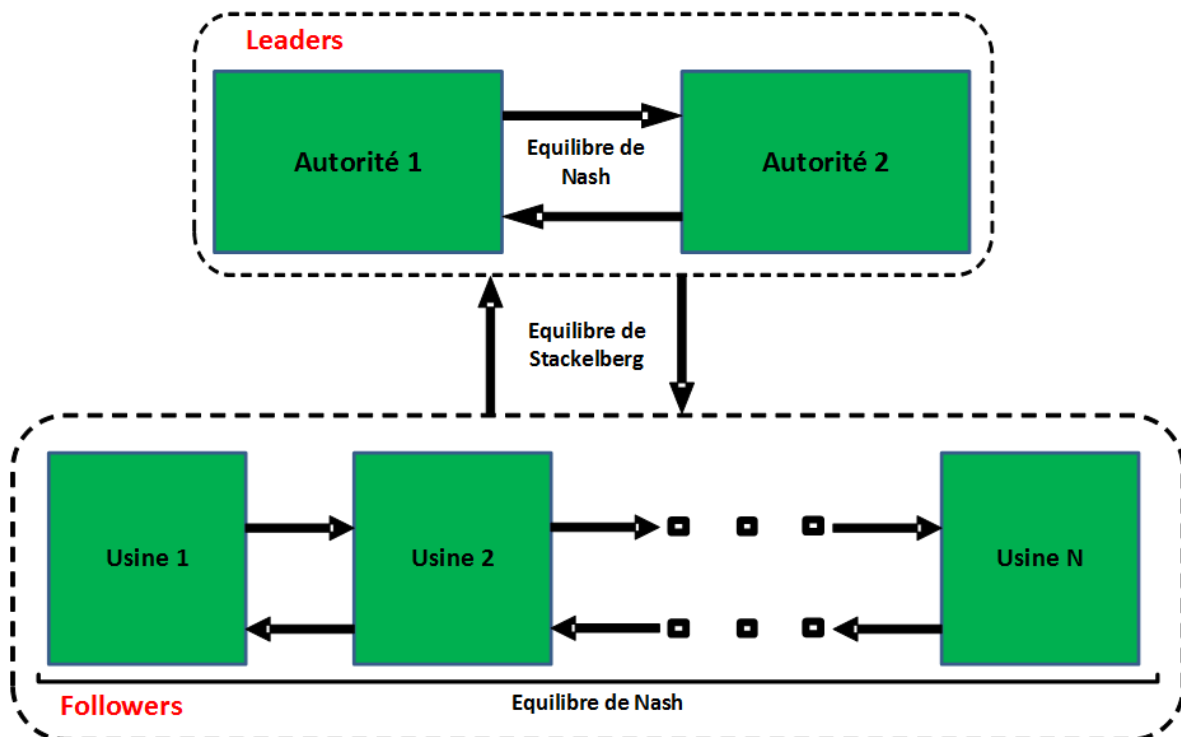 Leaders
Autorité 1
Equilibre de
Nash
Autorité 2
Equilibre de
Stackelberg
Usine 1
Usine 2
Usine N
Followers
Equilibre de Nash